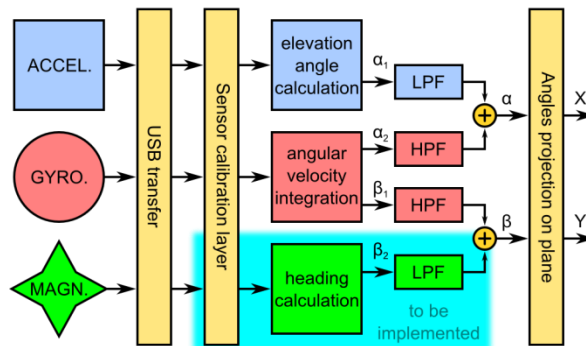 ACCEL.
GYRO.
MAGN.
USB transfer
Sensor calibration layer
elevation
angle
calculation
α₁
LPF
angular
velocity
integration
α₂
HPF
β₁
HPF
heading
calculation
β₂
LPF
to be
implemented
α
β
Angles projection on plane
X
Y